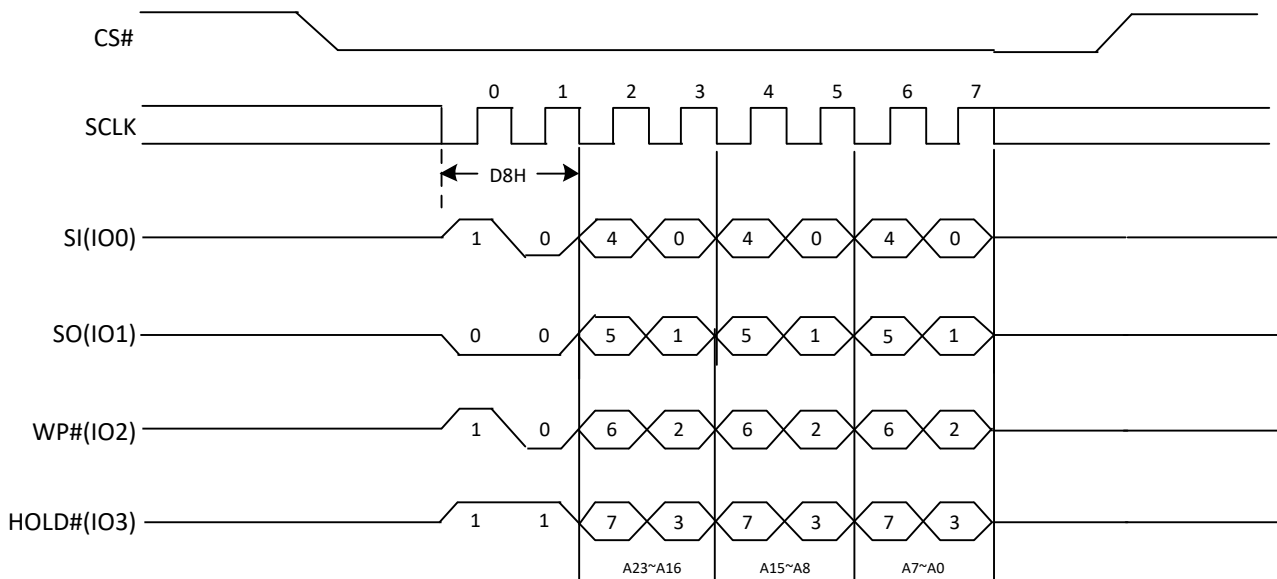 CS#
0 1 2 3 4 5 6 7
SCLK
D8H
SI(IO0) 1 0 4 0 4 0 4 0
SO(IO1) 0 0 5 1 5 1 5 1
WP#(IO2) 1 0 6 2 6 2 6 2
HOLD#(IO3) 1 1 7 3 7 3 7 3
A23~A16 A15~A8 A7~A0